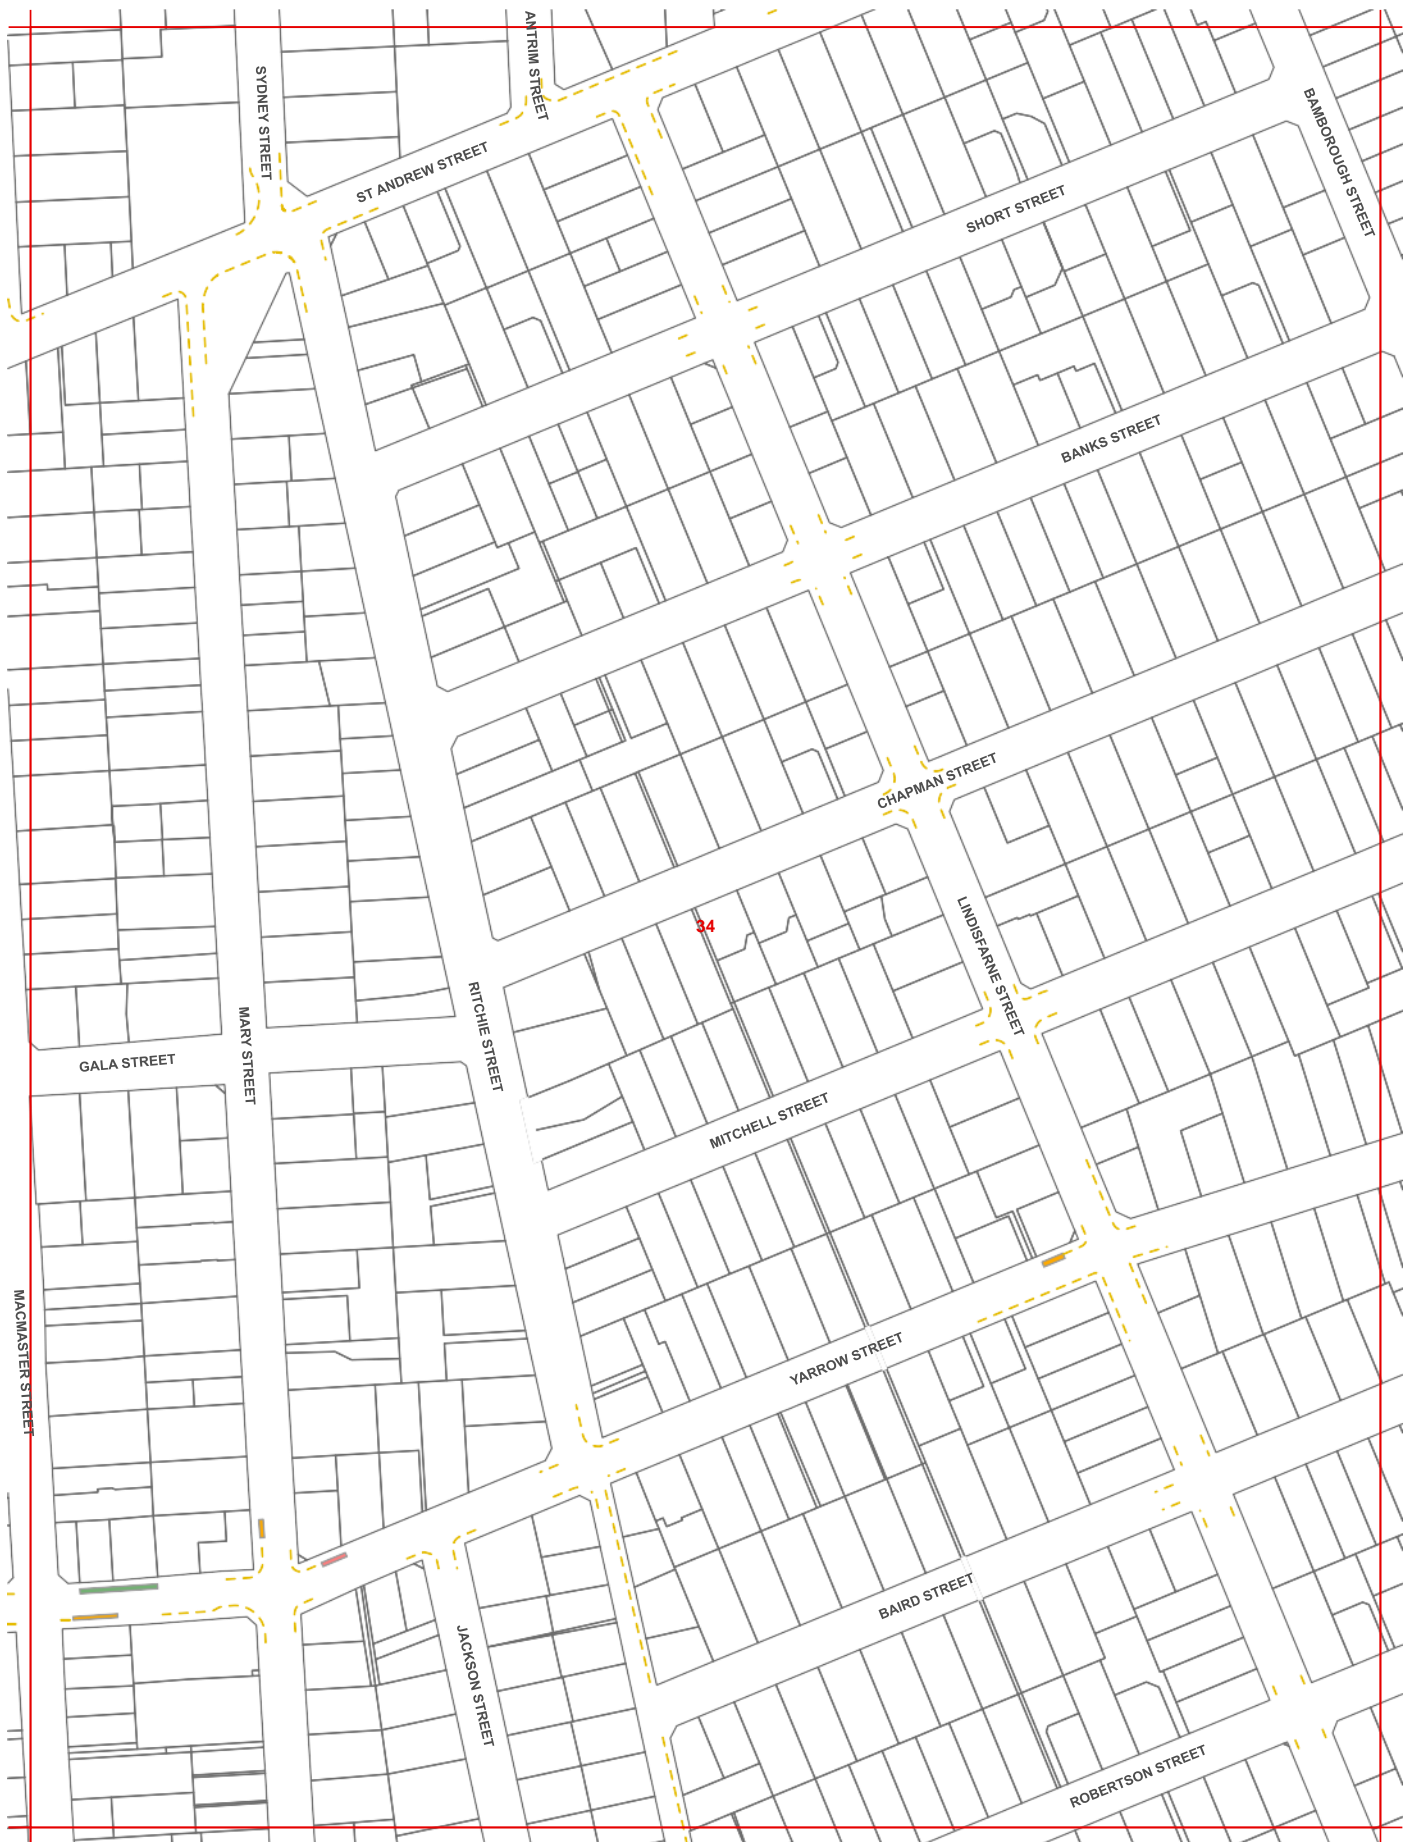 ANTRIM STREET
SYDNEY STREET
ST ANDREW STREET
BAMBOROUGH STREET
SHORT STREET
BANKS STREET
CHAPMAN STREET
34
LINDISFARNE STREET
RITCHIE STREET
MARY STREET
GALA STREET
MITCHELL STREET
MACMASTER STREET
YARROW STREET
BAIRD STREET
JACKSON STREET
ROBERTSON STREET